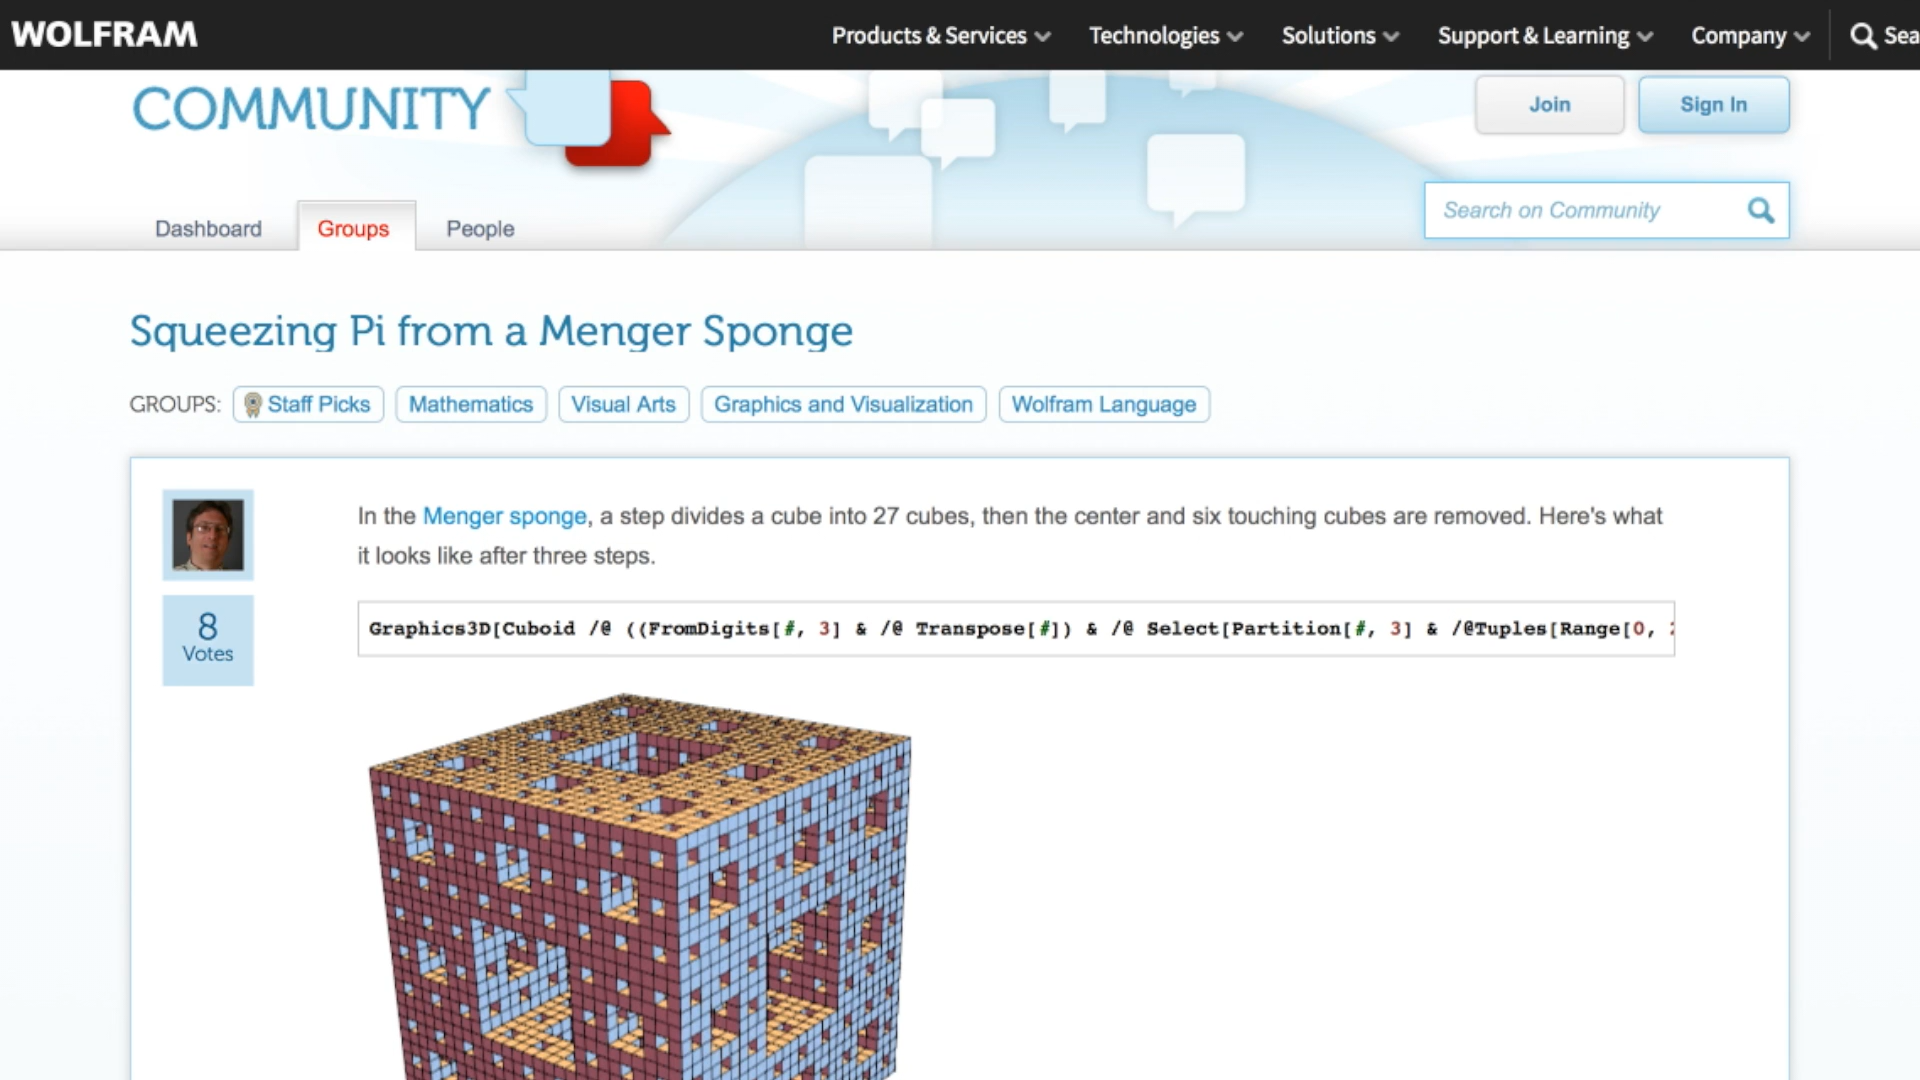 WOLFRAM
Products & Services
Technologies
Solutions
Support & Learning
Company
COMMUNITY
Join
Sign In
Dashboard
Groups
People
Search on Community
Squeezing Pi from a Menger Sponge
GROUPS:
Staff Picks
Mathematics
Visual Arts
Graphics and Visualization
Wolfram Language
In the Menger sponge, a step divides a cube into 27 cubes, then the center and six touching cubes are removed. Here's what
it looks like after three steps.
8
Votes
Graphics3D[Cuboid /@ ((FromDigits[#, 3] & /@ Transpose[#]) & /@ Select[Partition[#, 3] & /@Tuples[Range[0,